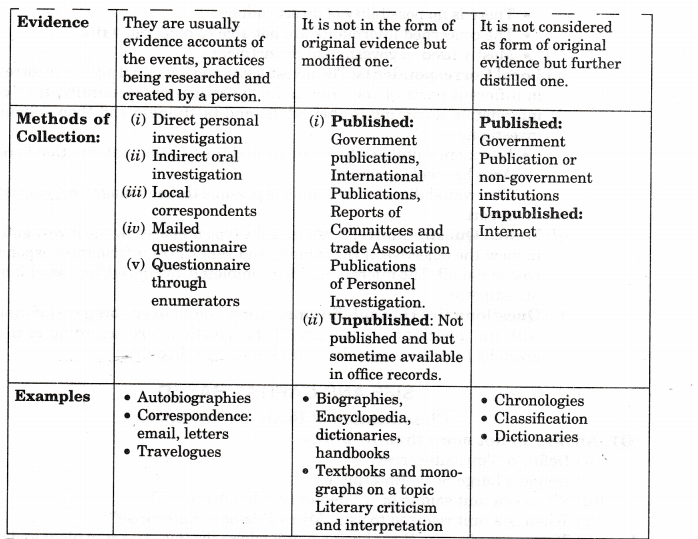 Evidence
They are usually
evidence accounts of
the events, practices
being researched and
created by a person.
It is not in the form of
original evidence but
modified one.
It is not considered
as form of original
evidence but further
distilled one.
Methods of
Collection:
(i) Direct personal
investigation
(ii) Indirect oral
investigation
(iii) Local
correspondents
(iv) Mailed
questionnaire
(v) Questionnaire
through
enumerators
(i) Published:
Government
publications,
International
Publications,
Reports of
Committees and
trade Association
Publications
of Personnel
Investigation.
(ii) Unpublished: Not
published and but
sometime available
in office records.
Published:
Government
Publication or
non-government
institutions
Unpublished:
Internet
Examples
• Autobiographies
• Correspondence:
email, letters
• Travelogues
• Biographies,
Encyclopedia,
dictionaries,
handbooks
• Textbooks and mono-
graphs on a topic
Literary criticism
and interpretation
• Chronologies
• Classification
• Dictionaries